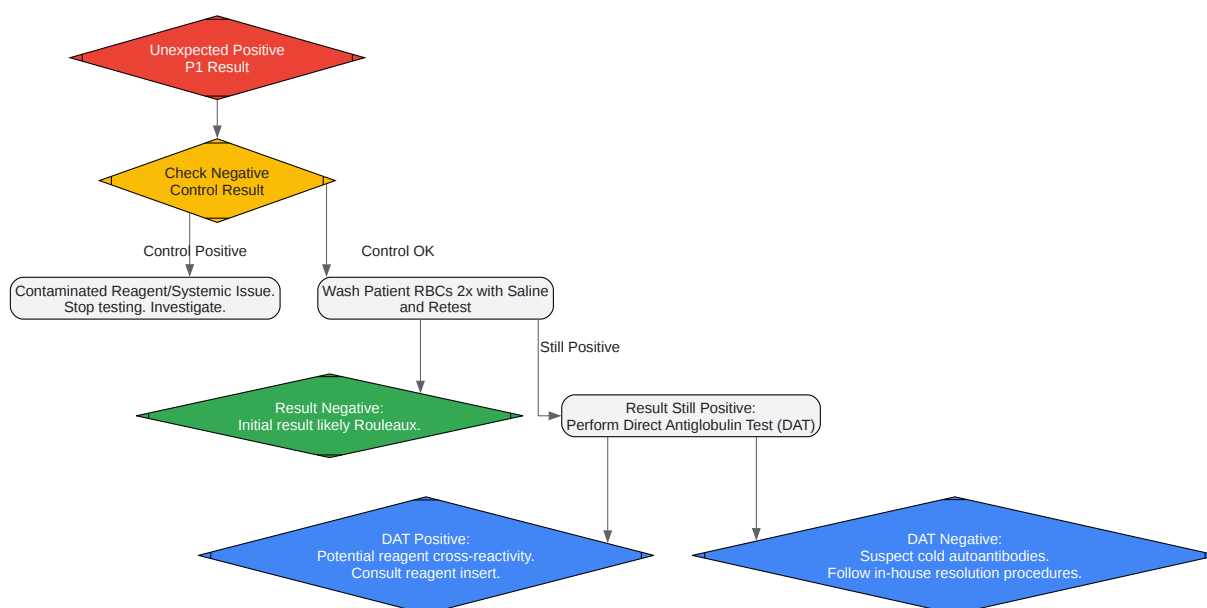 Unexpected Positive
P1 Result
Check Negative
Control Result
Control Positive
Control OK
Contaminated Reagent/Systemic Issue.
Stop testing. Investigate.
Wash Patient RBCs 2x with Saline
and Retest
Still Positive
Result Negative:
Initial result likely Rouleaux.
Result Still Positive:
Perform Direct Antiglobulin Test (DAT)
DAT Positive:
Potential reagent cross-reactivity.
Consult reagent insert.
DAT Negative:
Suspect cold autoantibodies.
Follow in-house resolution procedures.